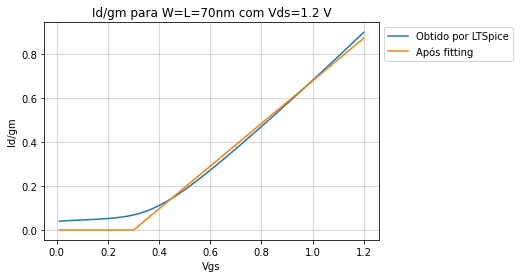 Id/gm para W=L=70nm com Vds=1.2 V
Obtido por LTSpice
Após fitting
Id/gm
0.8
0.6
0.4
0.2
0.0
0.0 0.2 0.4 0.6 0.8 1.0 1.2
Vgs